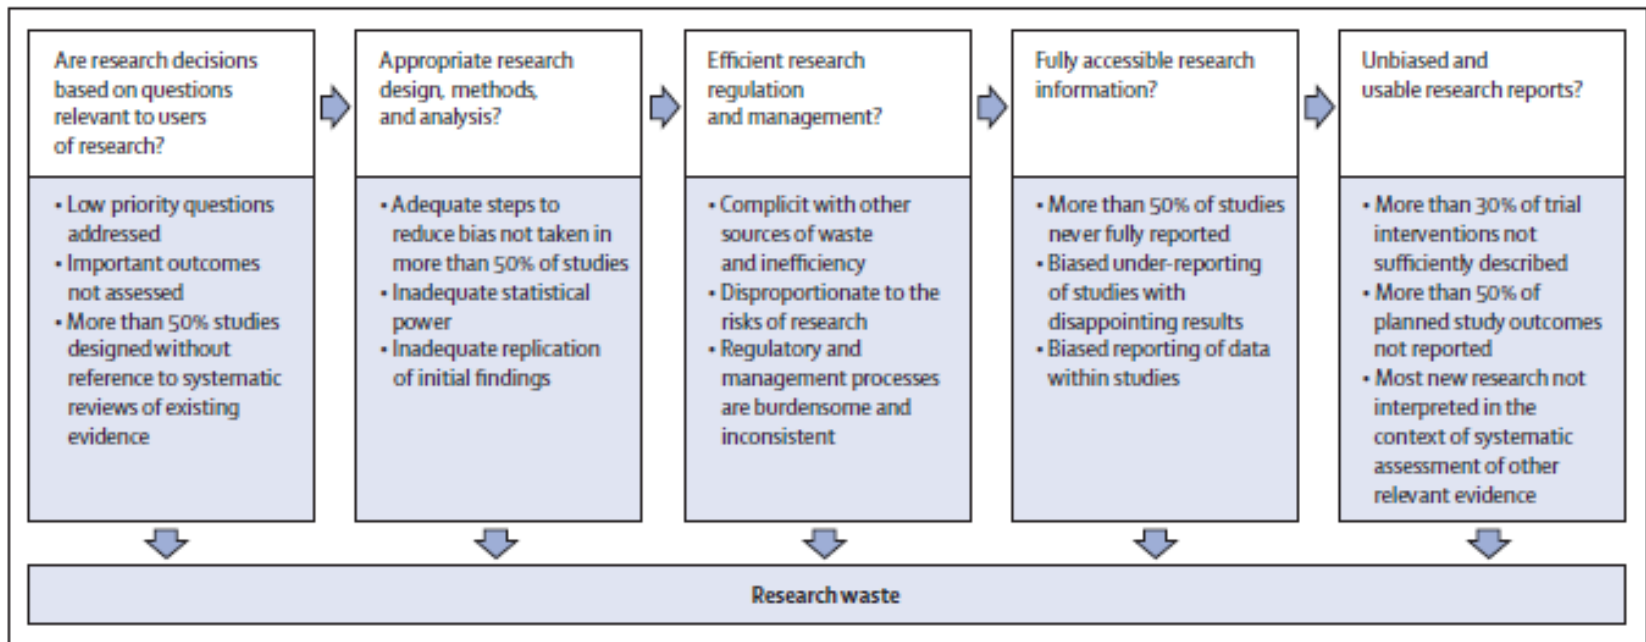 Are research decisions
based on questions
relevant to users
of research?
• Low priority questions
addressed
• Important outcomes
not assessed
• More than 50% studies
designed without
reference to systematic
reviews of existing
evidence
Appropriate research
design, methods,
and analysis?
• Adequate steps to
reduce bias not taken in
more than 50% of studies
• Inadequate statistical
power
• Inadequate replication
of initial findings
Efficient research
regulation
and management?
• Complicit with other
sources of waste
and inefficiency
• Disproportionate to the
risks of research
• Regulatory and
management processes
are burdensome and
inconsistent
Fully accessible research
information?
• More than 50% of studies
never fully reported
• Biased under-reporting
of studies with
disappointing results
• Biased reporting of data
within studies
Unbiased and
usable research reports?
• More than 30% of trial
interventions not
sufficiently described
• More than 50% of
planned study outcomes
not reported
• Most new research not
interpreted in the
context of systematic
assessment of other
relevant evidence
Research waste